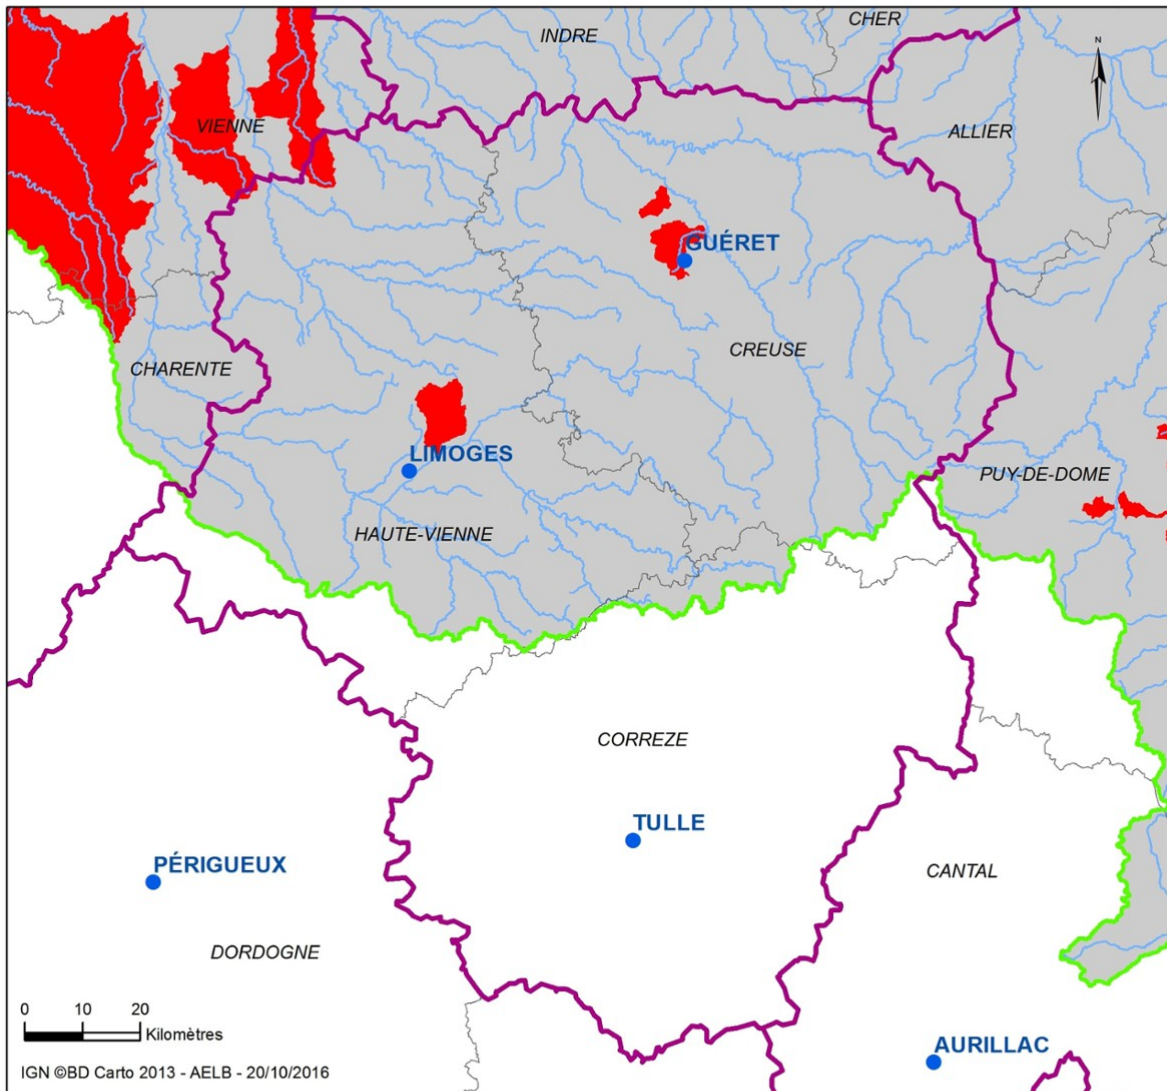 CHER
INDRE
N
VIENNE
ALLIER
GUÉRET
CREUSE
CHARENTE
LIMOGES
PUY-DE-DOME
HAUTE-VIENNE
CORREZE
TULLE
PÉRIGUEUX
CANTAL
DORDOGNE
0 10 20
Kilomètres
AURILLAC
IGN ©BD Carto 2013 - AELB - 20/10/2016